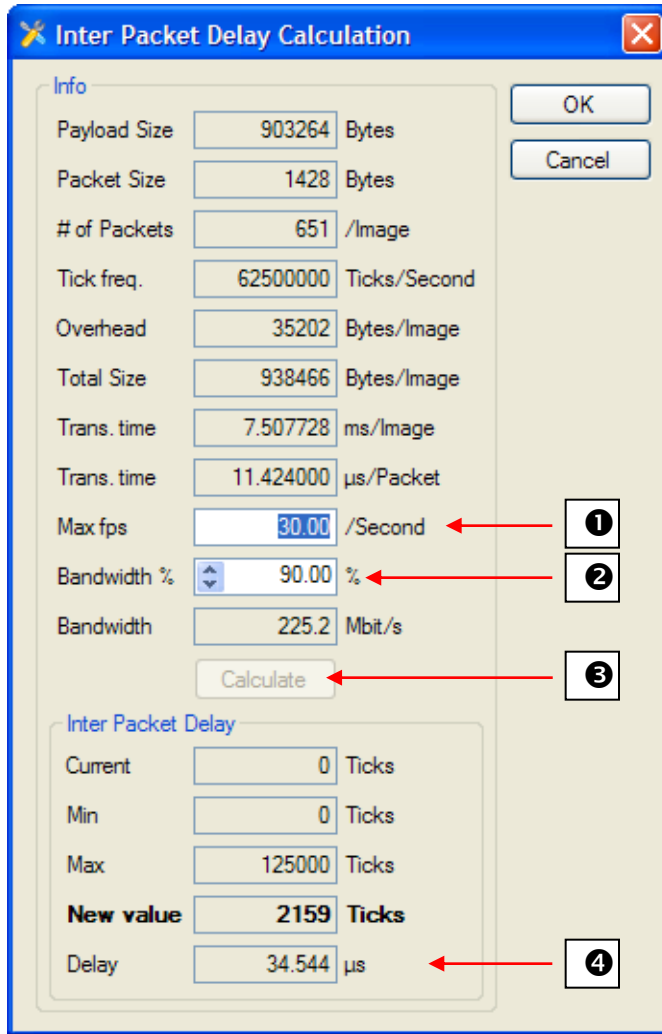 Inter Packet Delay Calculation
Info
OK
Cancel
Payload Size 903264 Bytes
Packet Size 1428 Bytes
# of Packets 651 /Image
Tick freq. 62500000 Ticks/Second
Overhead 35202 Bytes/Image
Total Size 938466 Bytes/Image
Trans. time 7.507728 ms/Image
Trans. time 11.424000 µs/Packet
Max fps 30.00 /Second ❶
Bandwidth % 90.00 % ❷
Bandwidth 225.2 Mbit/s
Calculate ❸
Inter Packet Delay
Current 0 Ticks
Min 0 Ticks
Max 125000 Ticks
New value 2159 Ticks
Delay 34.544 µs ❹